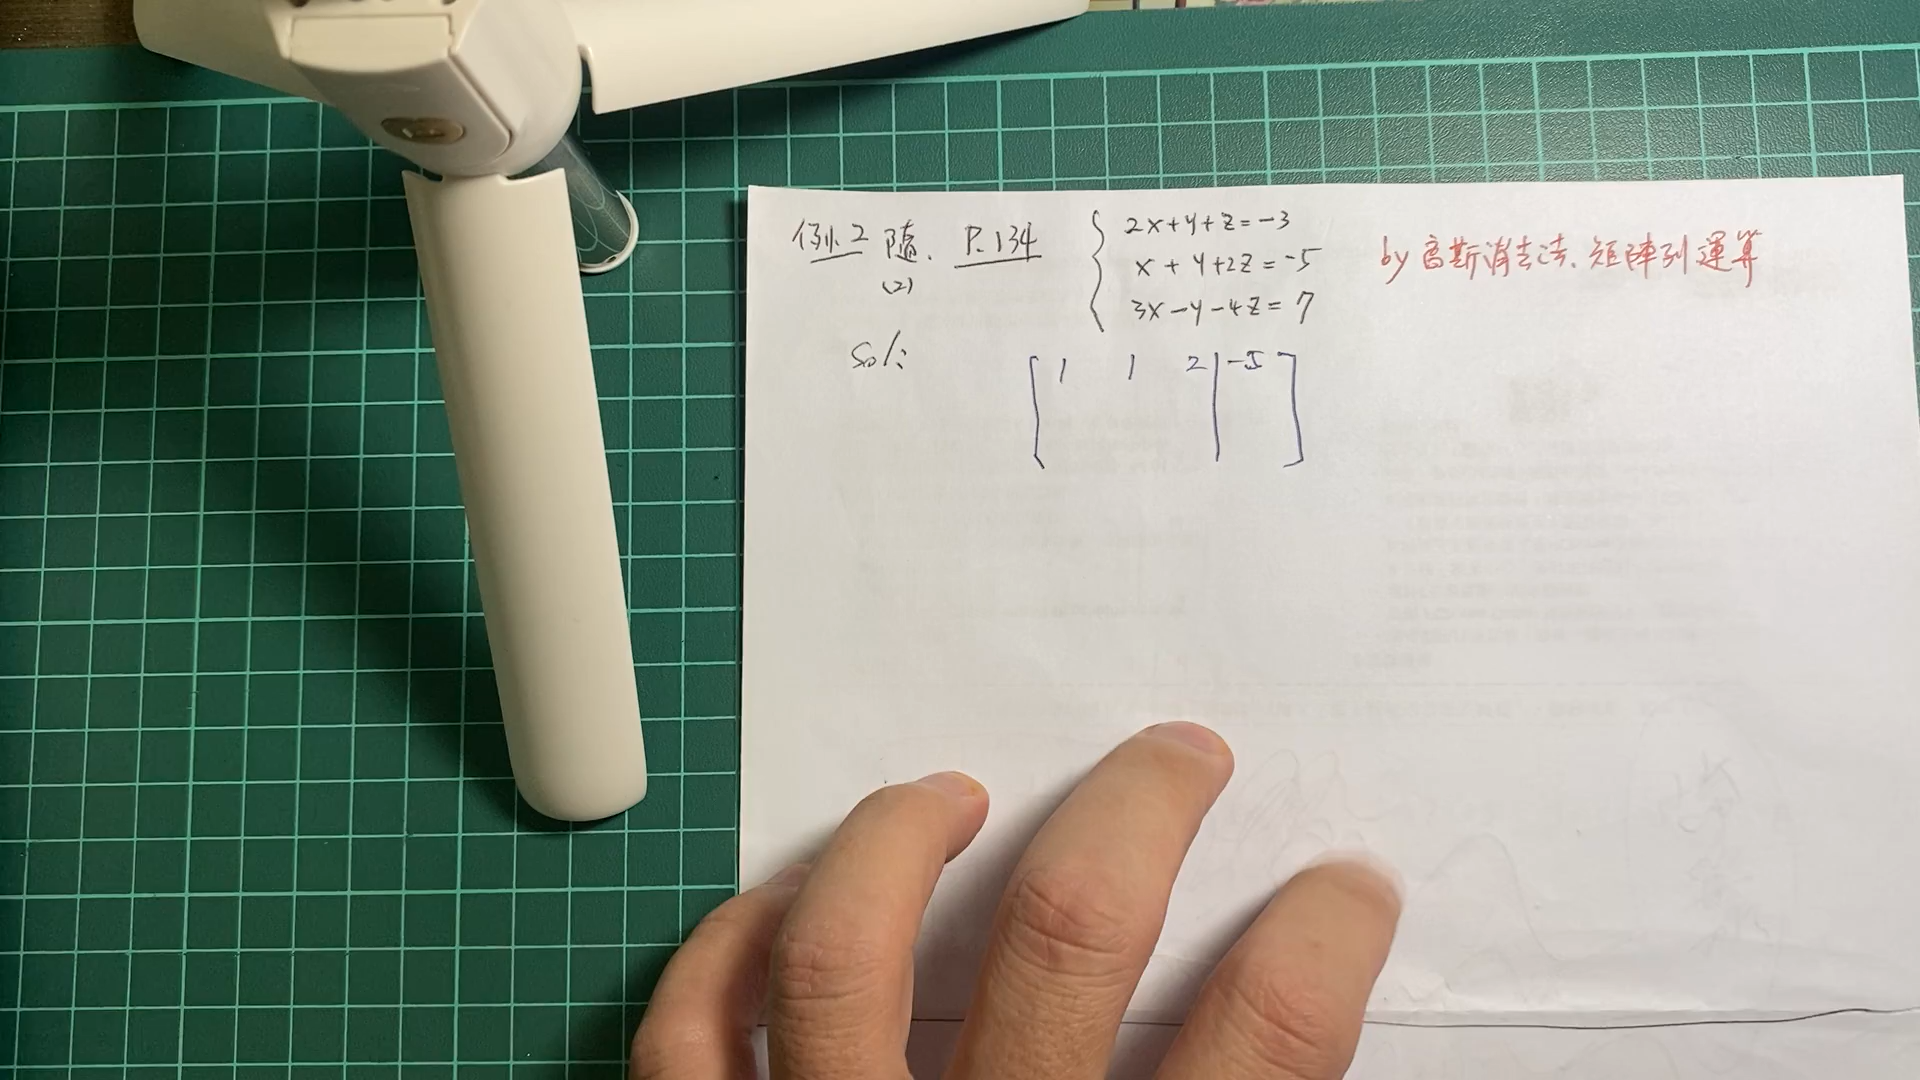 例2 隨. P.134
(2)
2x+y+z=-3
x+y+2z=-5
3x-y-4z=7
by 高斯消去法、矩陣列運算
Sol:
1 1 2 | -5